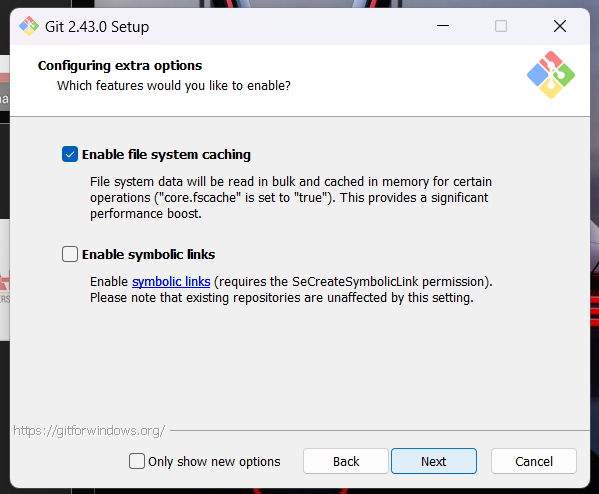 Git 2.43.0 Setup
Configuring extra options
Which features would you like to enable?
Enable file system caching
File system data will be read in bulk and cached in memory for certain
operations ("core.fscache" is set to "true"). This provides a significant
performance boost.
Enable symbolic links
Enable symbolic links (requires the SeCreateSymbolicLink permission).
Please note that existing repositories are unaffected by this setting.
https://gitforwindows.org/
Only show new options
Back
Next
Cancel